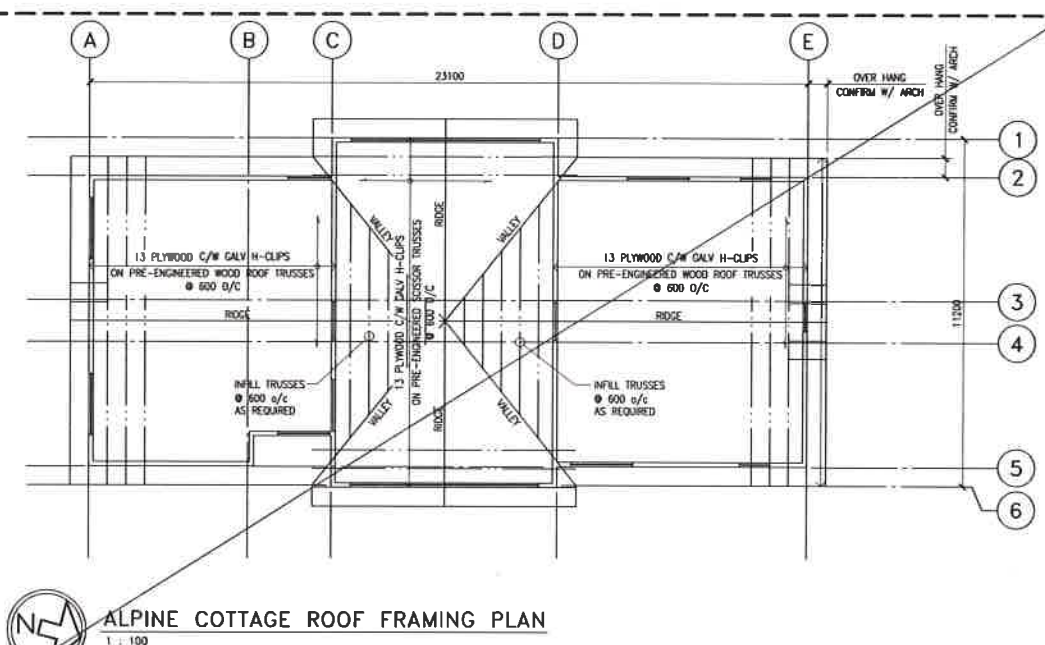 A
B
C
D
E
23100
OVER HANG
CONFIRM W/ ARCH
OVER HANG
CONFIRM W/ ARCH
1
2
3
4
5
6
11200
13 PLYWOOD C/W GALV H-CLIPS
ON PRE-ENGINEERED WOOD ROOF TRUSSES
@ 600 O/C
RIDGE
INFILL TRUSSES
@ 600 o/c
AS REQUIRED
VALLEY
VALLEY
13 PLYWOOD C/W GALV H-CLIPS
ON PRE-ENGINEERED SCISSOR TRUSSES
@ 600 O/C
RIDGE
RIDGE
VALLEY
VALLEY
13 PLYWOOD C/W GALV H-CLIPS
ON PRE-ENGINEERED WOOD ROOF TRUSSES
@ 600 O/C
RIDGE
INFILL TRUSSES
@ 600 o/c
AS REQUIRED
N
ALPINE COTTAGE ROOF FRAMING PLAN
1 : 100